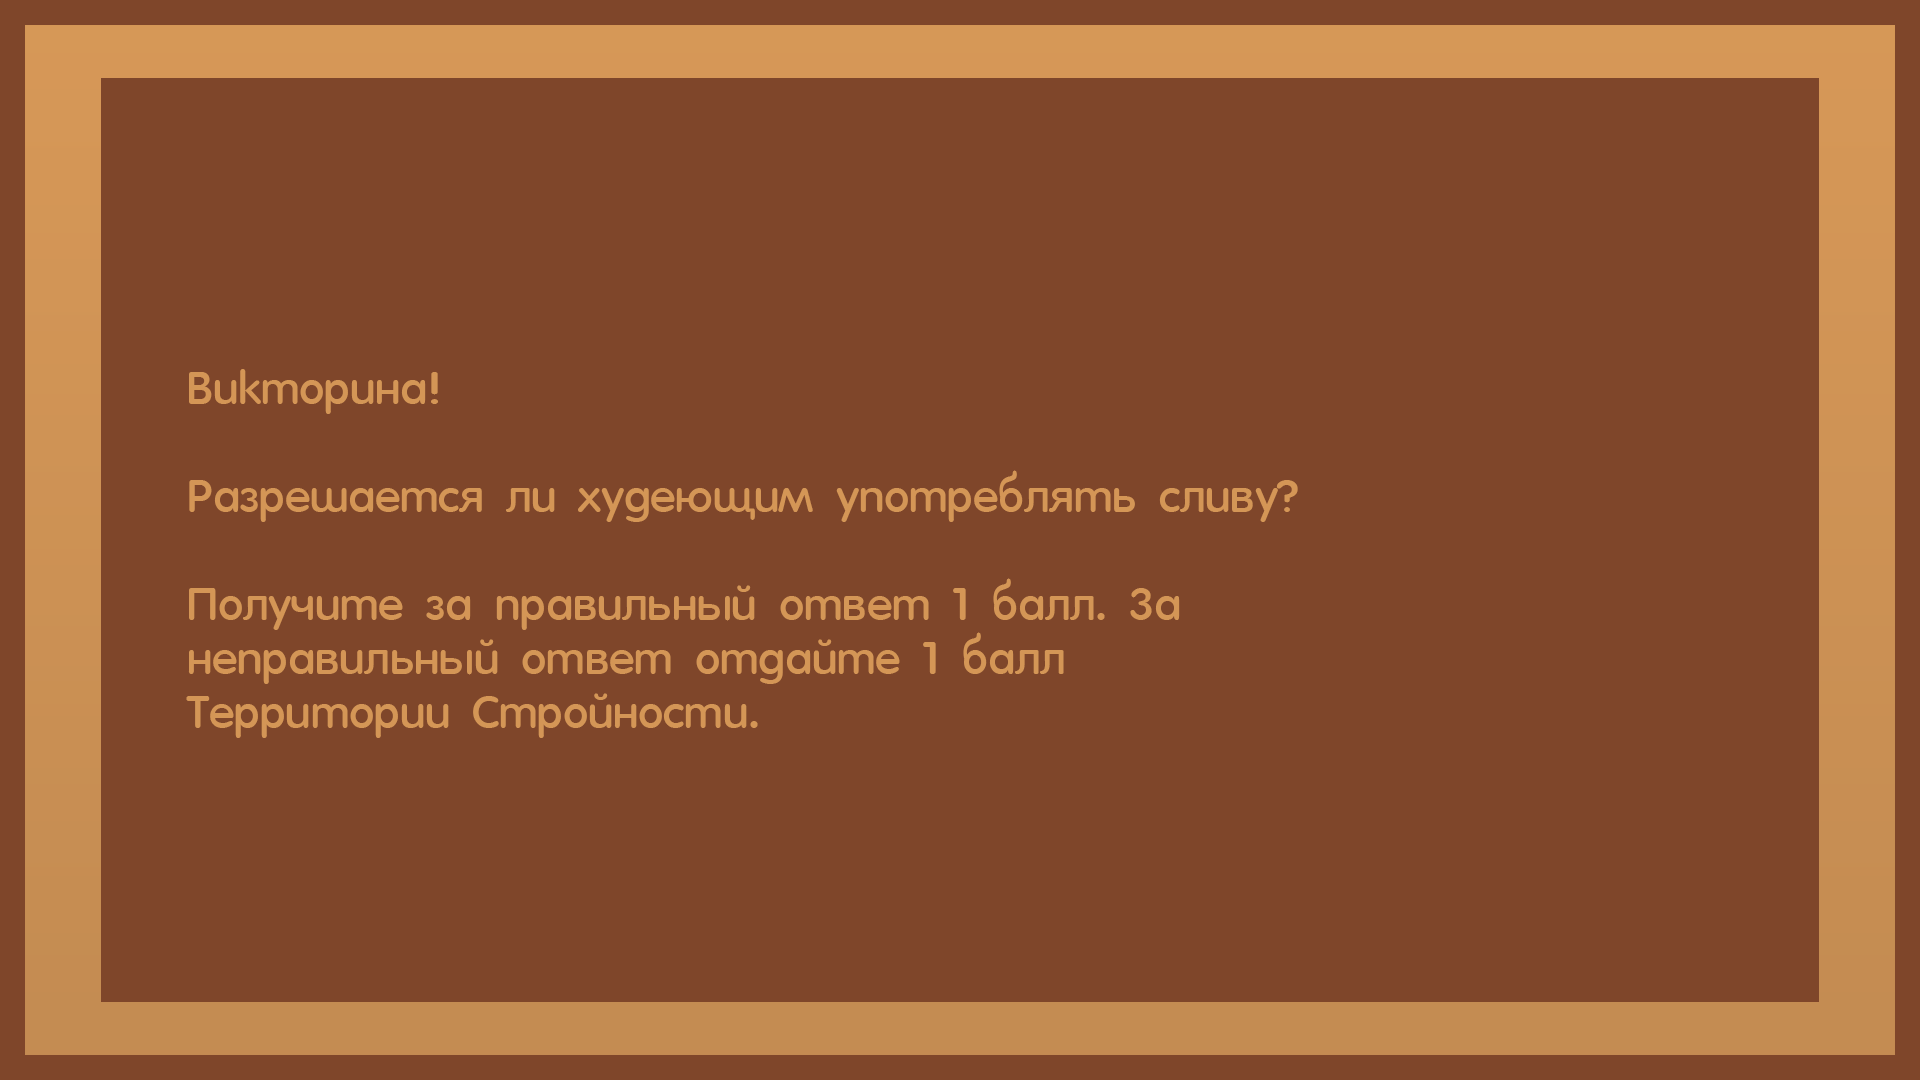 Викторина!
Разрешается ли худеющим употреблять сливу?
Получите за правильный ответ 1 балл. За
неправильный ответ отдайте 1 балл
Территории Стройности.